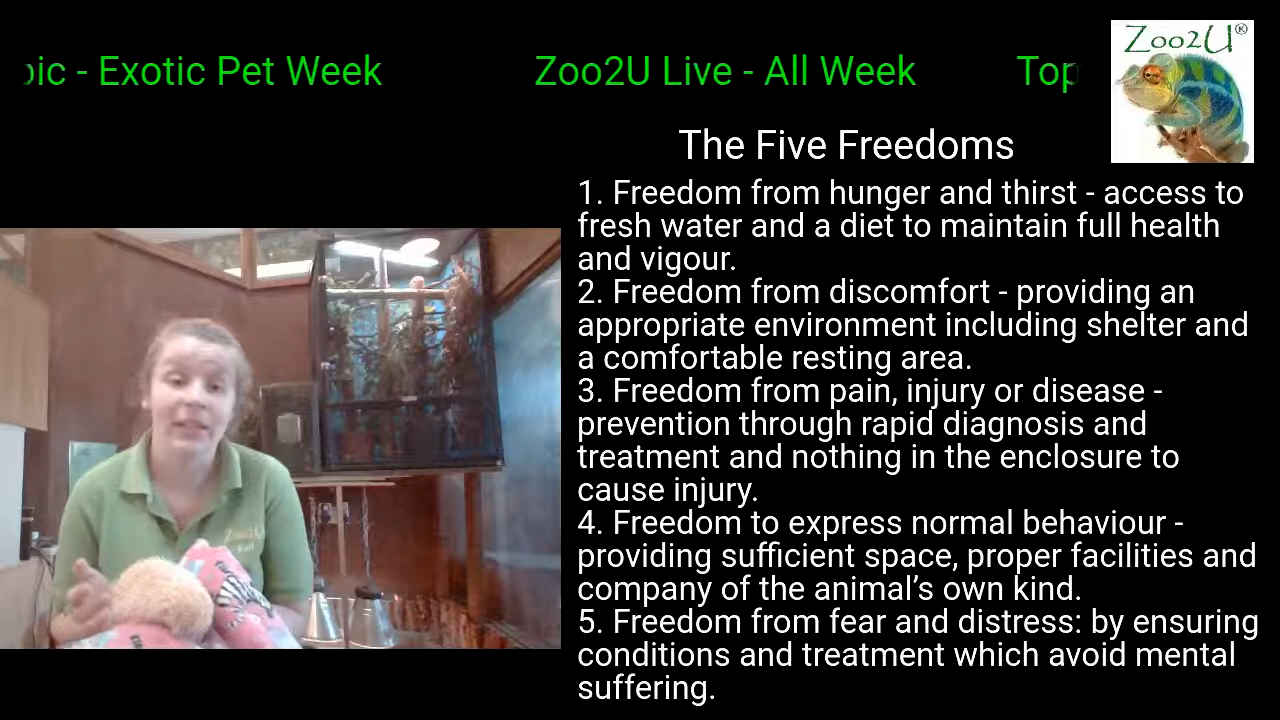 pic - Exotic Pet Week Zoo2U Live - All Week Top
Zoo2U®
The Five Freedoms
1. Freedom from hunger and thirst - access to
fresh water and a diet to maintain full health
and vigour.
2. Freedom from discomfort - providing an
appropriate environment including shelter and
a comfortable resting area.
3. Freedom from pain, injury or disease -
prevention through rapid diagnosis and
treatment and nothing in the enclosure to
cause injury.
4. Freedom to express normal behaviour -
providing sufficient space, proper facilities and
company of the animal’s own kind.
5. Freedom from fear and distress: by ensuring
conditions and treatment which avoid mental
suffering.
Zoo2U